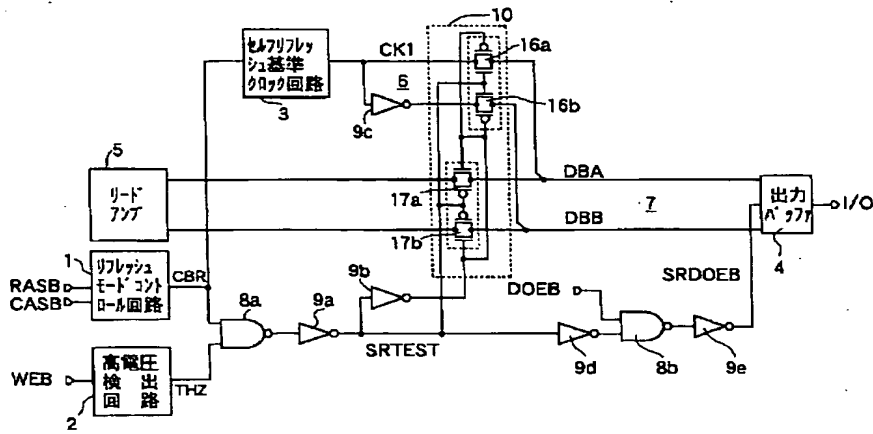 10
セルフリフレッ
シュ基準
クロック回路
3
CK1
6
9c
16a
16b
5
リード
アンプ
17a
17b
DBA
7
DBB
出力
バッファ
4
I/O
1
リフレッシュ
モードコント
ロール回路
RASB
CASB
CBR
8a
9a
9b
SRTEST
DOEB
SRDOEB
9d
8b
9e
WEB
高電圧
検出
回路
THZ
2